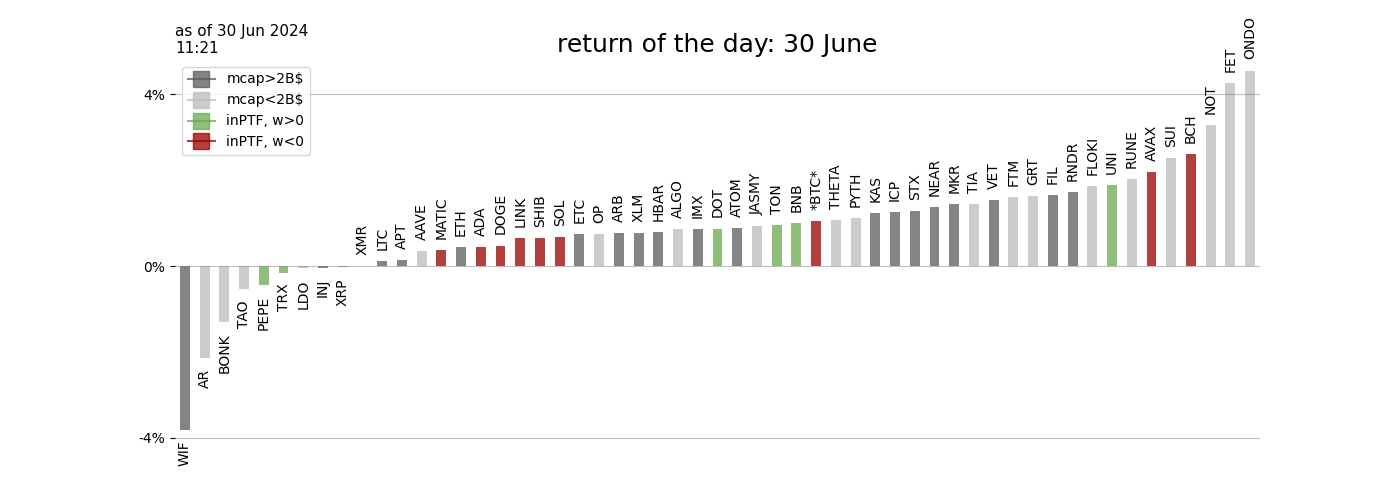 as of 30 Jun 2024
11:21
return of the day: 30 June
mcap>2B$
mcap<2B$
inPTF, w>0
inPTF, w<0
4%
0%
-4%
WIF
AR
BONK
TAO
PEPE
TRX
LDO
INJ
XRP
XMR
LTC
APT
AAVE
MATIC
ETH
ADA
DOGE
LINK
SHIB
SOL
ETC
OP
ARB
XLM
HBAR
ALGO
IMX
DOT
ATOM
JASMY
TON
BNB
*BTC*
THETA
PYTH
KAS
ICP
STX
NEAR
MKR
TIA
VET
FTM
GRT
FIL
RNDR
FLOKI
UNI
RUNE
AVAX
SUI
BCH
NOT
FET
ONDO